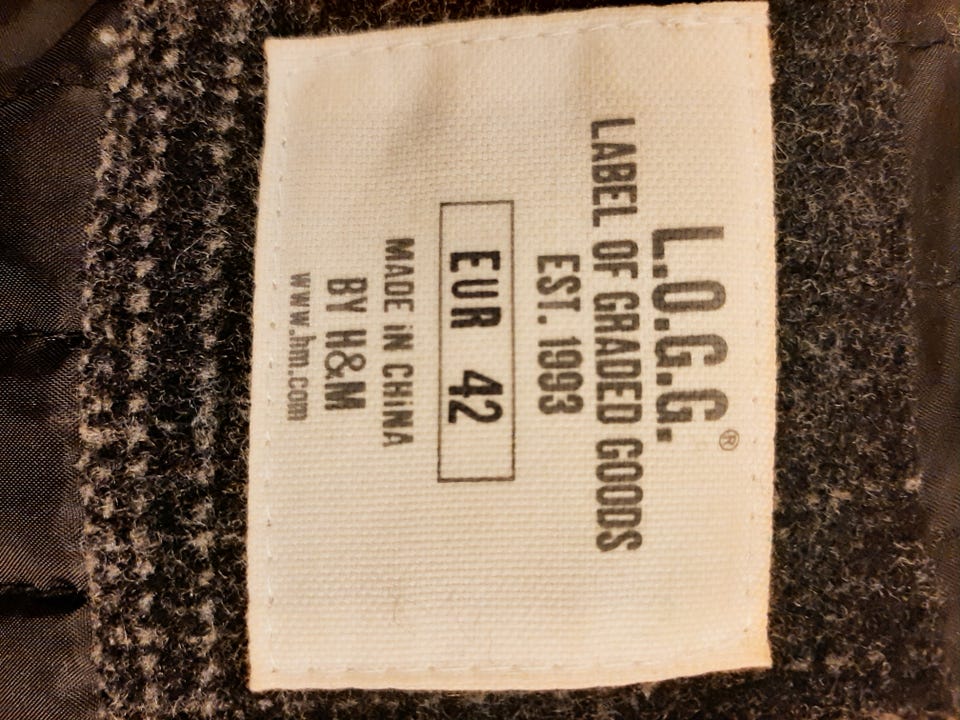 L.O.G.G.®
LABEL OF GRADED GOODS
EST. 1993
EUR 42
MADE IN CHINA
BY H&M
www.hm.com